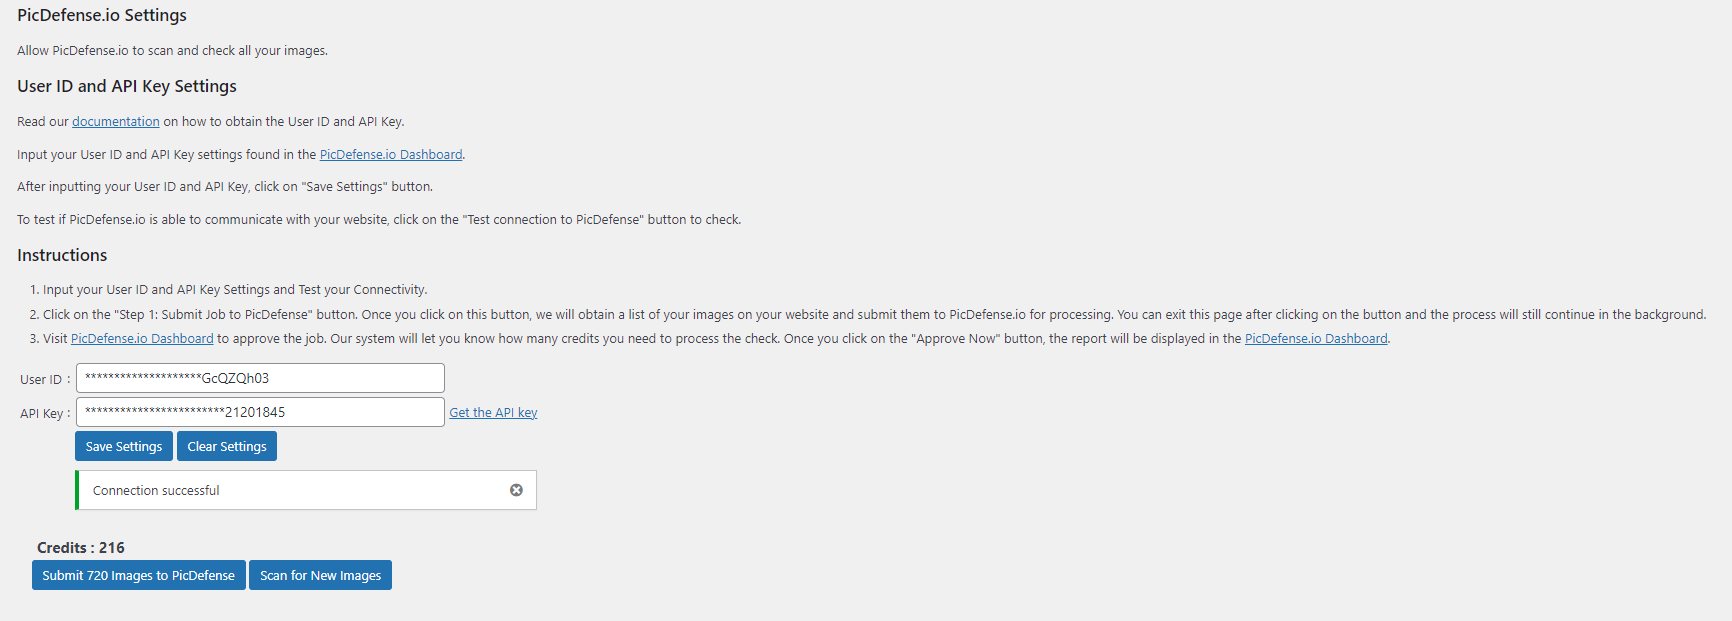 PicDefense.io Settings
Allow PicDefense.io to scan and check all your images.
User ID and API Key Settings
Read our documentation on how to obtain the User ID and API Key.
Input your User ID and API Key settings found in the PicDefense.io Dashboard.
After inputting your User ID and API Key, click on "Save Settings" button.
To test if PicDefense.io is able to communicate with your website, click on the "Test connection to PicDefense" button to check.
Instructions
1. Input your User ID and API Key Settings and Test your Connectivity.
2. Click on the "Step 1: Submit Job to PicDefense" button. Once you click on this button, we will obtain a list of your images on your website and submit them to PicDefense.io for processing. You can exit this page after clicking on the button and the process will still continue in the background.
3. Visit PicDefense.io Dashboard to approve the job. Our system will let you know how many credits you need to process the check. Once you click on the "Approve Now" button, the report will be displayed in the PicDefense.io Dashboard.
User ID : ********************GcQZQh03
API Key : ************************21201845 Get the API key
Save Settings Clear Settings
Connection successful
Credits : 216
Submit 720 Images to PicDefense Scan for New Images